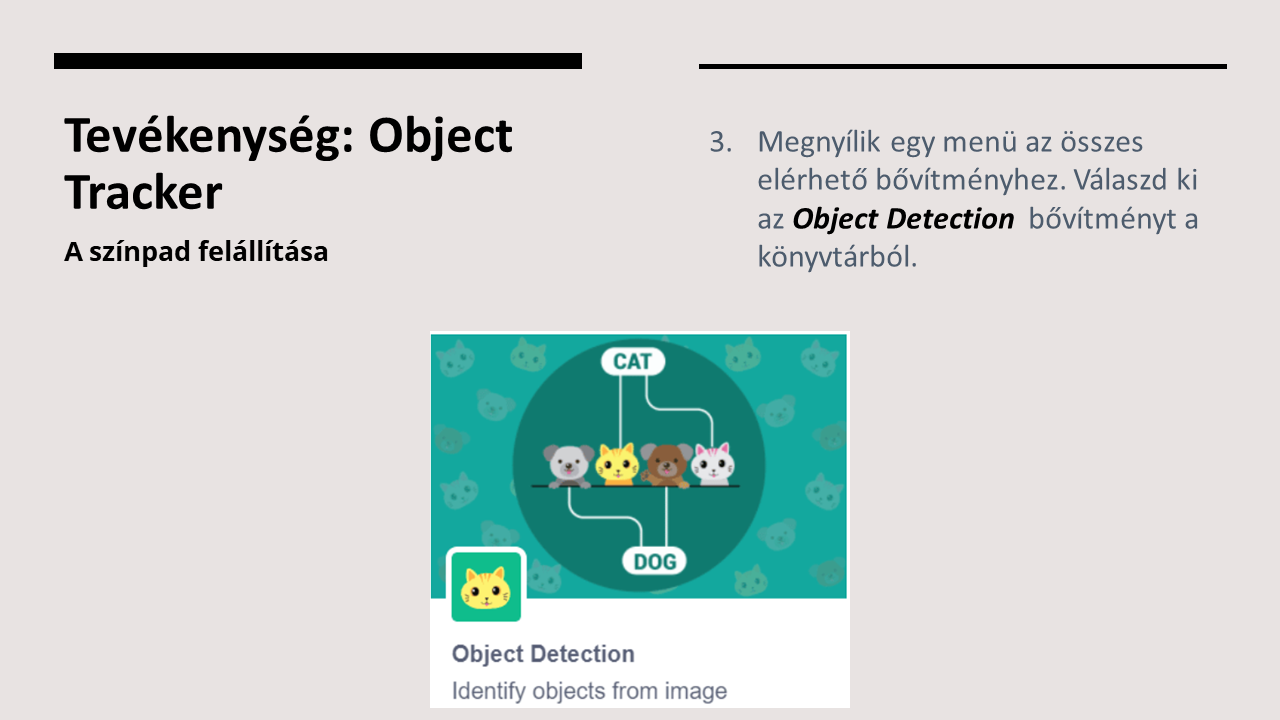 Tevékenység: Object
Tracker
A színpad felállítása
3. Megnyílik egy menü az összes
elérhető bővítményhez. Válaszd ki
az Object Detection bővítményt a
könyvtárból.
CAT
DOG
Object Detection
Identify objects from image